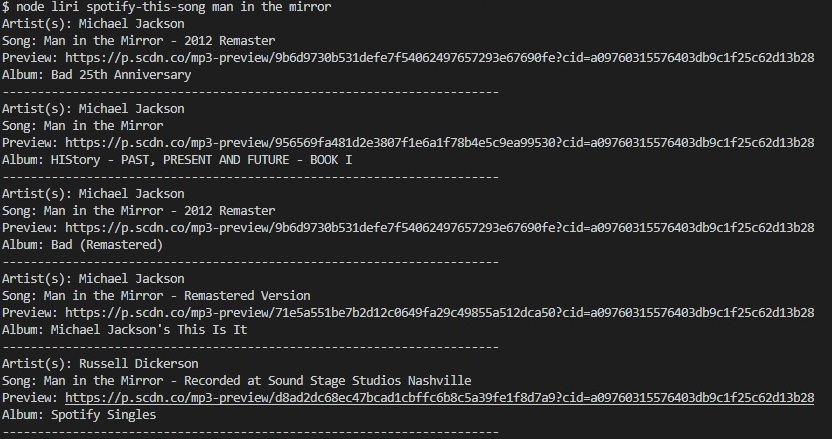 $ node liri spotify-this-song man in the mirror
Artist(s): Michael Jackson
Song: Man in the Mirror - 2012 Remaster
Preview: https://p.scdn.co/mp3-preview/9b6d9730b531defe7f54062497657293e67690fe?cid=a09760315576403db9c1f25c62d13b28
Album: Bad 25th Anniversary
-----------------------------------------------------------------------
Artist(s): Michael Jackson
Song: Man in the Mirror
Preview: https://p.scdn.co/mp3-preview/956569fa481d2e3807f1e6a1f78b4e5c9ea99530?cid=a09760315576403db9c1f25c62d13b28
Album: HIStory - PAST, PRESENT AND FUTURE - BOOK I
-----------------------------------------------------------------------
Artist(s): Michael Jackson
Song: Man in the Mirror - 2012 Remaster
Preview: https://p.scdn.co/mp3-preview/9b6d9730b531defe7f54062497657293e67690fe?cid=a09760315576403db9c1f25c62d13b28
Album: Bad (Remastered)
-----------------------------------------------------------------------
Artist(s): Michael Jackson
Song: Man in the Mirror - Remastered Version
Preview: https://p.scdn.co/mp3-preview/71e5a551be7b2d12c0649fa29c49855a512dca50?cid=a09760315576403db9c1f25c62d13b28
Album: Michael Jackson's This Is It
-----------------------------------------------------------------------
Artist(s): Russell Dickerson
Song: Man in the Mirror - Recorded at Sound Stage Studios Nashville
Preview: https://p.scdn.co/mp3-preview/d8ad2dc68ec47bcad1cbffc6b8c5a39fe1f8d7a9?cid=a09760315576403db9c1f25c62d13b28
Album: Spotify Singles
-----------------------------------------------------------------------